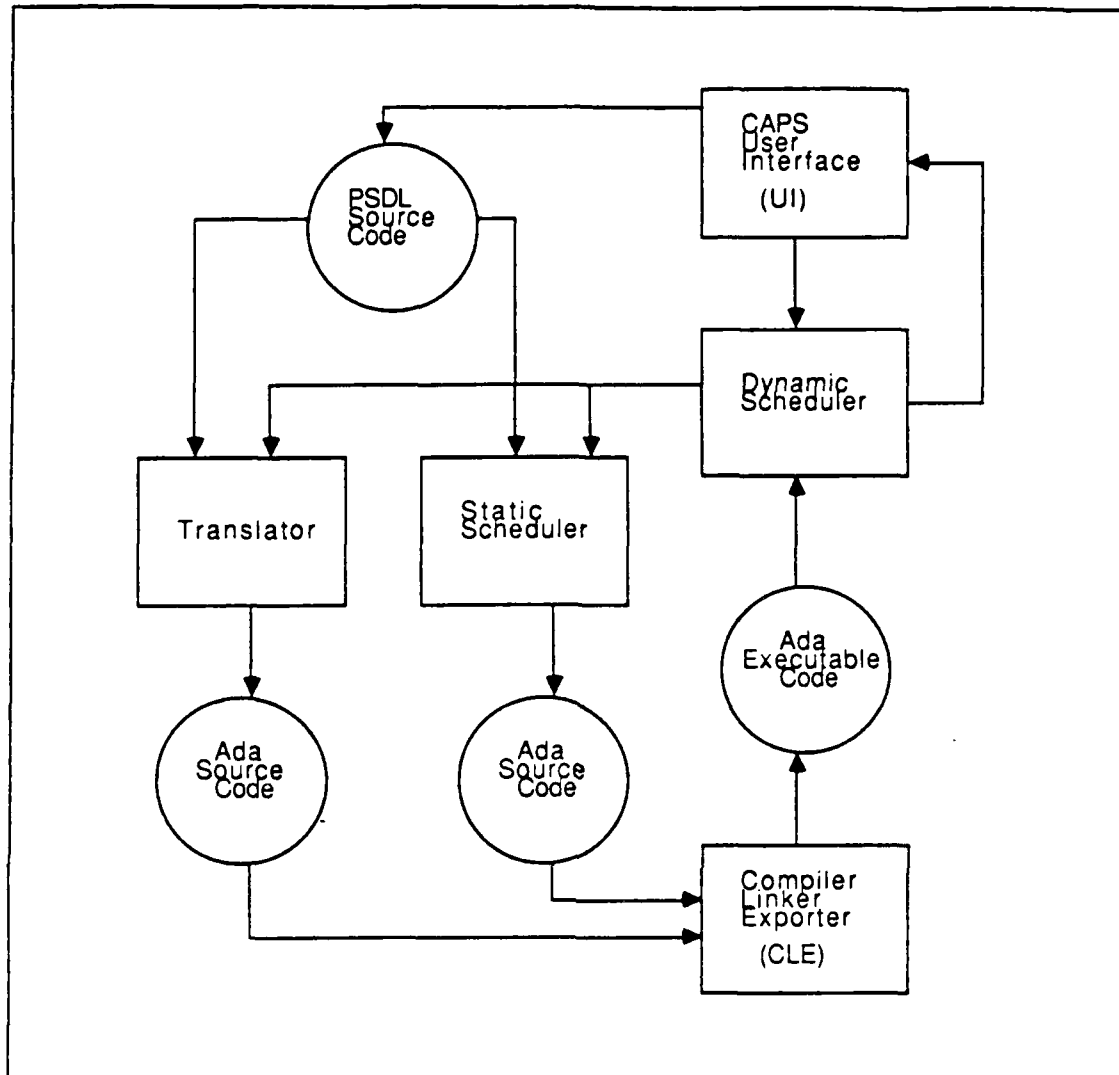 CAPS
User
Interface
(UI)
PSDL
Source
Code
Dynamic
Scheduler
Translator
Static
Scheduler
Ada
Executable
Code
Ada
Source
Code
Ada
Source
Code
Compiler
Linker
Exporter
(CLE)